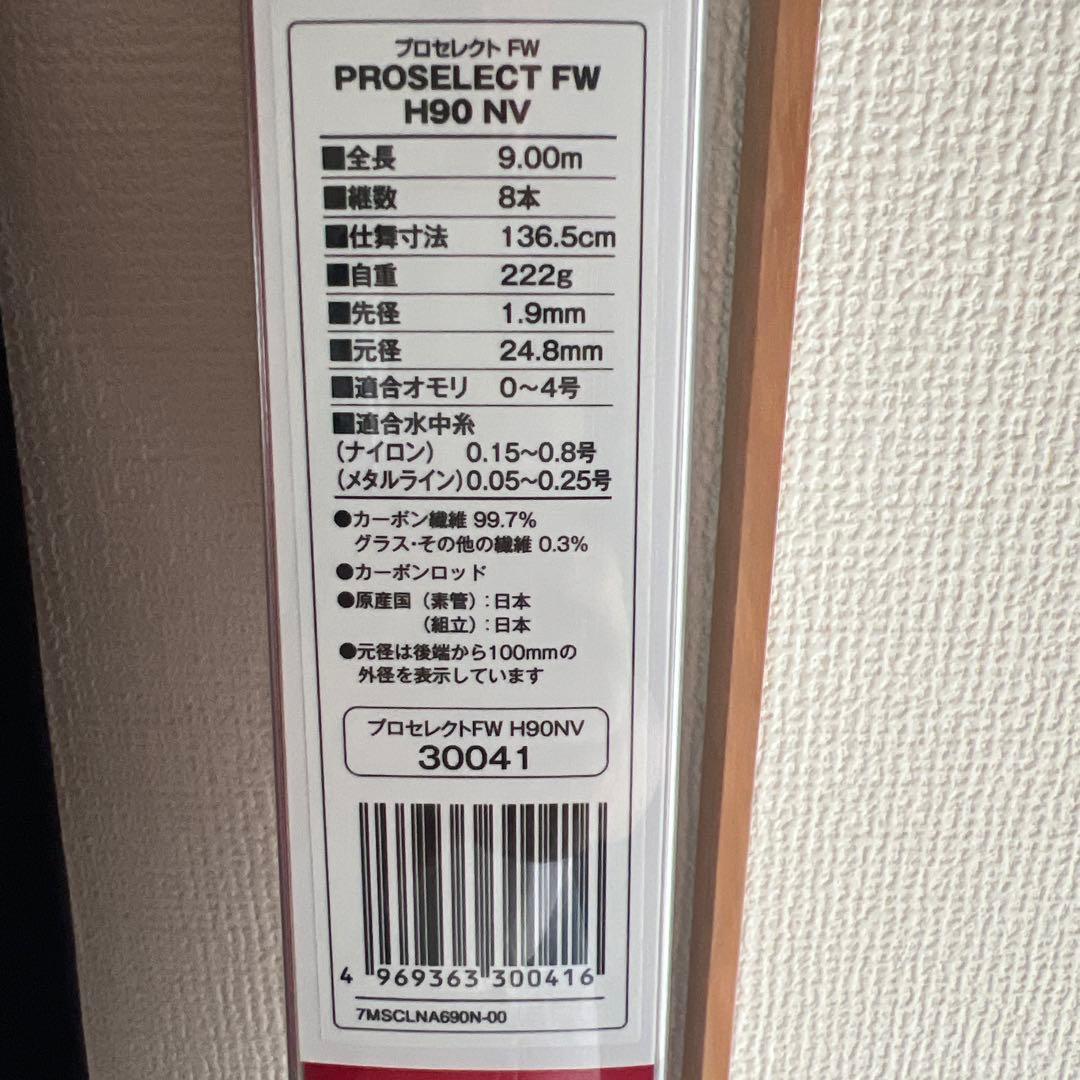 プロセレクト FW
PROSELECT FW
H90 NV
■全長 9.00m
■継数 8本
■仕舞寸法 136.5cm
■自重 222g
■先径 1.9mm
■元径 24.8mm
■適合オモリ 0〜4号
■適合水中糸
(ナイロン) 0.15〜0.8号
(メタルライン)0.05〜0.25号
●カーボン繊維 99.7%
グラス・その他の繊維 0.3%
●カーボンロッド
●原産国(素管):日本
(組立):日本
●元径は後端から100mmの
外径を表示しています
プロセレクトFW H90NV
30041
4 969363 300416
7MSCLNA690N-00